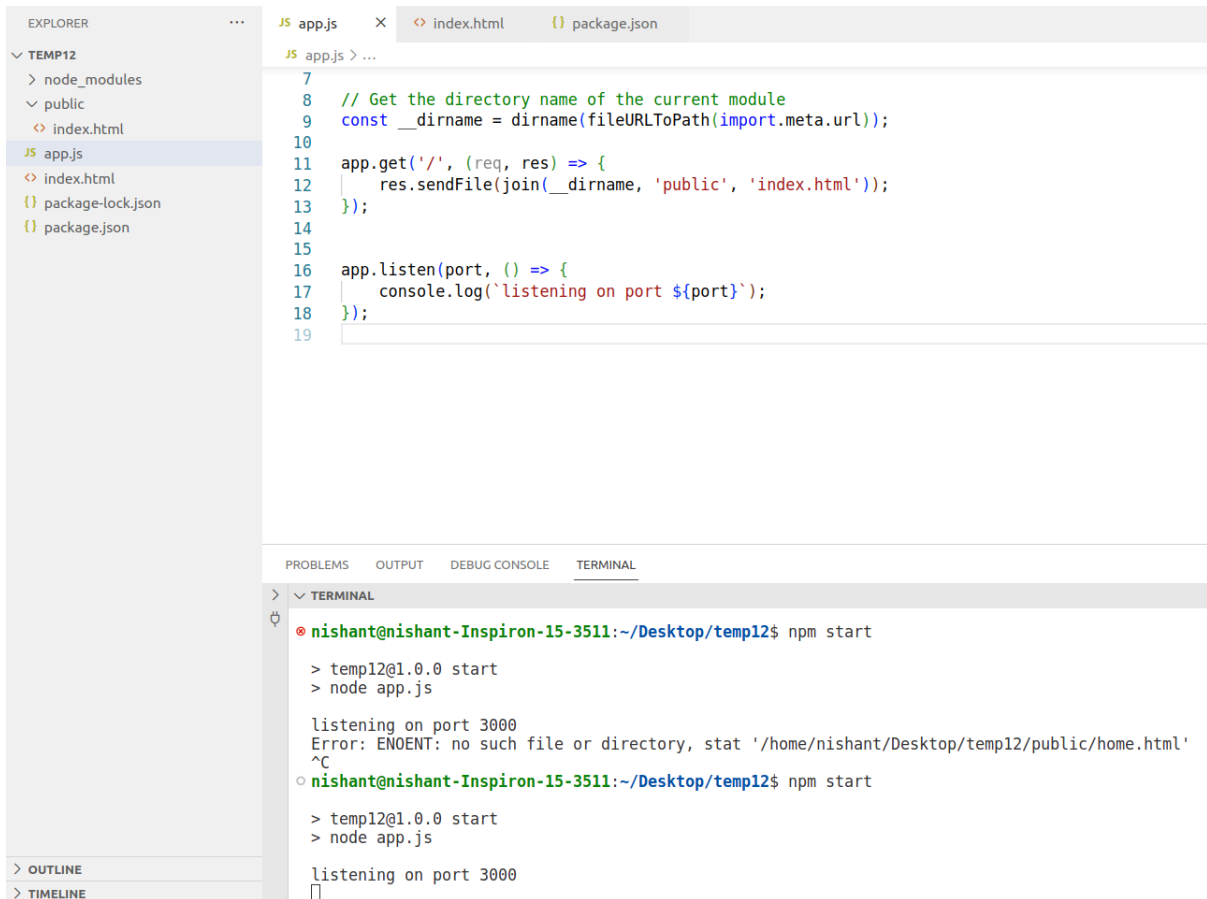 EXPLORER ...
TEMP12
node_modules
public
<> index.html
JS app.js
<> index.html
{} package-lock.json
{} package.json
OUTLINE
TIMELINE
JS app.js × <> index.html {} package.json
JS app.js > ...
7
8 // Get the directory name of the current module
9 const __dirname = dirname(fileURLToPath(import.meta.url));
10
11 app.get('/', (req, res) => {
12     res.sendFile(join(__dirname, 'public', 'index.html'));
13 });
14
15
16 app.listen(port, () => {
17     console.log(`listening on port ${port}`);
18 });
19
PROBLEMS OUTPUT DEBUG CONSOLE TERMINAL
TERMINAL
nishant@nishant-Inspiron-15-3511:~/Desktop/temp12$ npm start
> temp12@1.0.0 start
> node app.js
listening on port 3000
Error: ENOENT: no such file or directory, stat '/home/nishant/Desktop/temp12/public/home.html'
^C
nishant@nishant-Inspiron-15-3511:~/Desktop/temp12$ npm start
> temp12@1.0.0 start
> node app.js
listening on port 3000